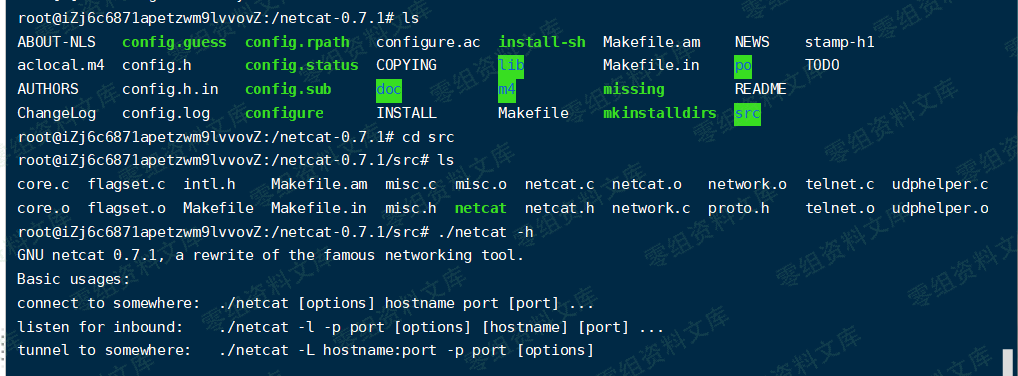 root@iZj6c6871apetzwm9lvvovZ:/netcat-0.7.1# ls
ABOUT-NLS config.guess config.rpath configure.ac install-sh Makefile.am NEWS stamp-h1
aclocal.m4 config.h config.status COPYING lib Makefile.in po TODO
AUTHORS config.h.in config.sub doc m4 missing README
ChangeLog config.log configure INSTALL Makefile mkinstalldirs src
root@iZj6c6871apetzwm9lvvovZ:/netcat-0.7.1# cd src
root@iZj6c6871apetzwm9lvvovZ:/netcat-0.7.1/src# ls
core.c flagset.c intl.h Makefile.am misc.c misc.o netcat.c netcat.o network.o telnet.c udphelper.c
core.o flagset.o Makefile Makefile.in misc.h netcat netcat.h network.c proto.h telnet.o udphelper.o
root@iZj6c6871apetzwm9lvvovZ:/netcat-0.7.1/src# ./netcat -h
GNU netcat 0.7.1, a rewrite of the famous networking tool.
Basic usages:
connect to somewhere: ./netcat [options] hostname port [port] ...
listen for inbound: ./netcat -l -p port [options] [hostname] [port] ...
tunnel to somewhere: ./netcat -L hostname:port -p port [options]
零组资料文库